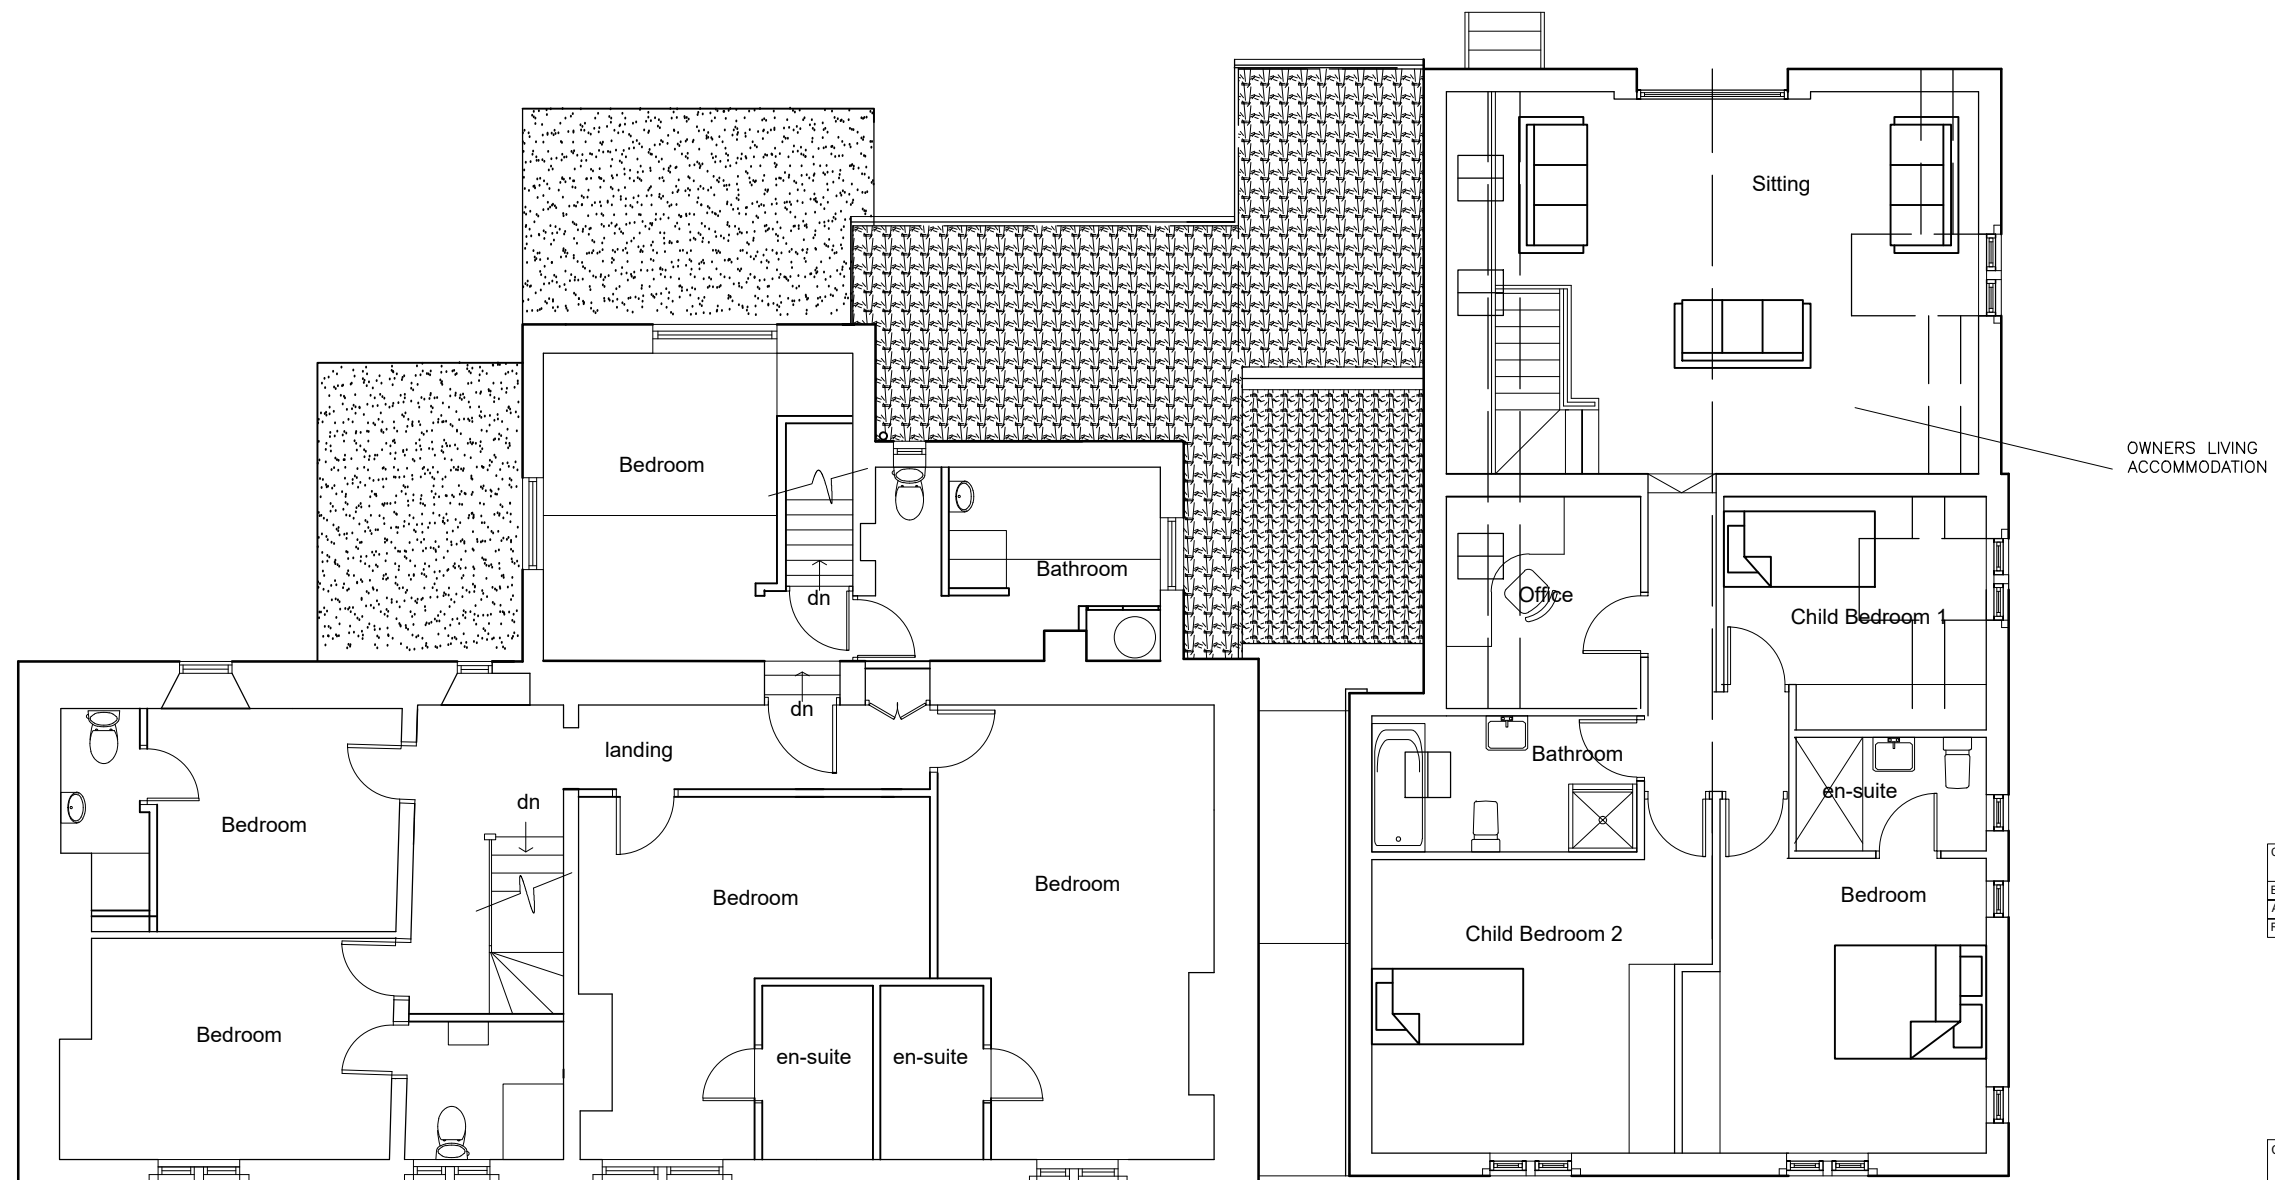 Sitting
OWNERS LIVING
ACCOMMODATION
Bedroom
Bathroom
dn
Office
Child Bedroom 1
dn
landing
Bathroom
dn
en-suite
Bedroom
Bedroom
Bedroom
Bedroom
Child Bedroom 2
Bedroom
en-suite
en-suite